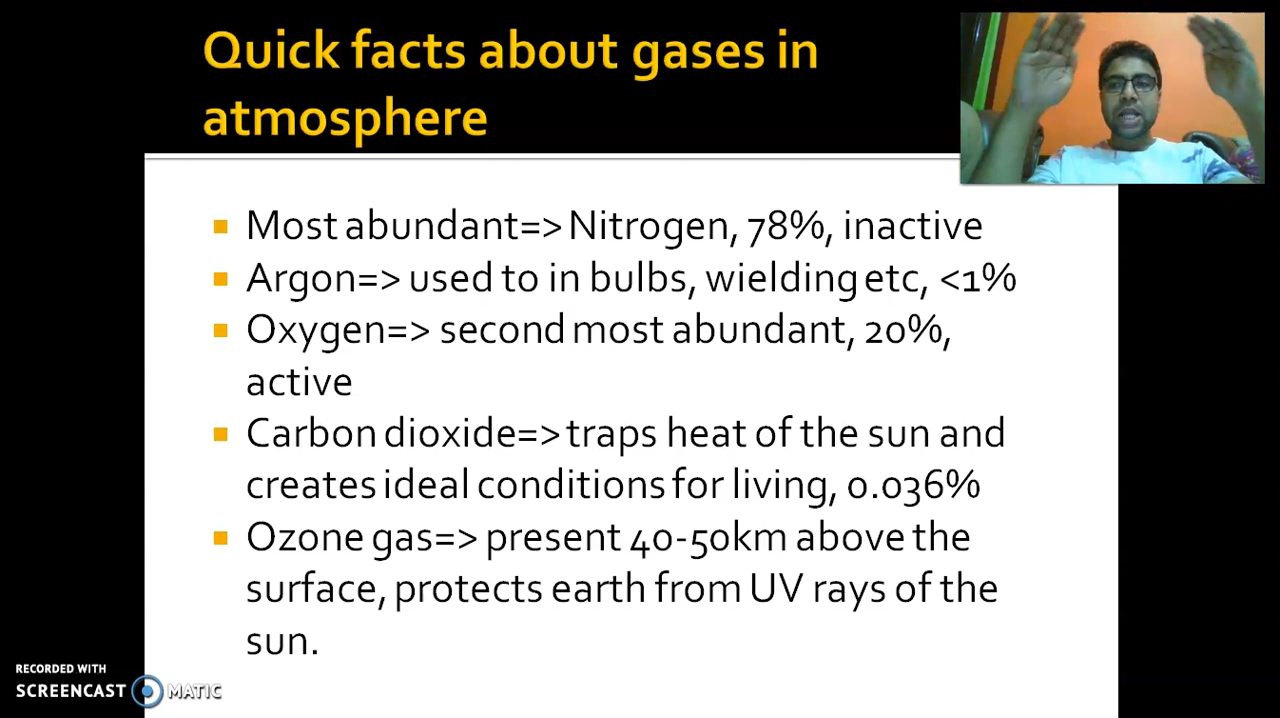 Quick facts about gases in
atmosphere
Most abundant=> Nitrogen, 78%, inactive
Argon=> used to in bulbs, wielding etc, <1%
Oxygen=> second most abundant, 20%,
active
Carbon dioxide=> traps heat of the sun and
creates ideal conditions for living, 0.036%
Ozone gas=> present 40-50km above the
surface, protects earth from UV rays of the
sun.
RECORDED WITH
SCREENCAST MATIC